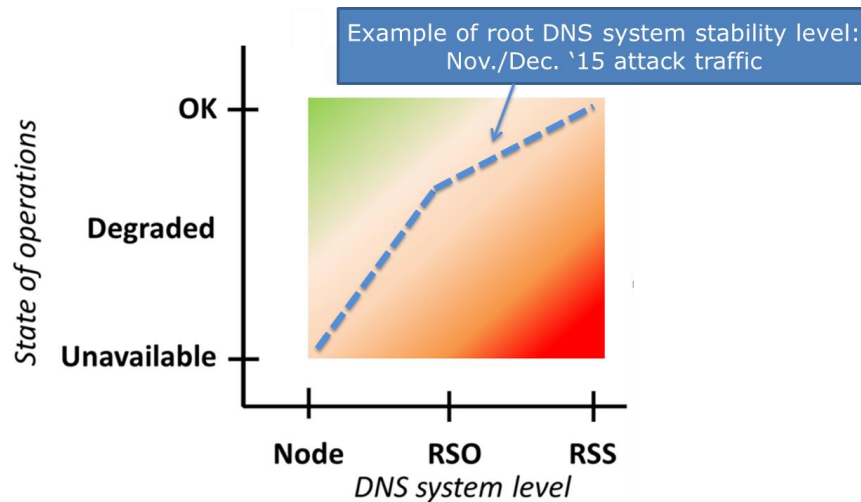 Example of root DNS system stability level:
Nov./Dec. ‘15 attack traffic
State of operations
OK
Degraded
Unavailable
Node
RSO
RSS
DNS system level